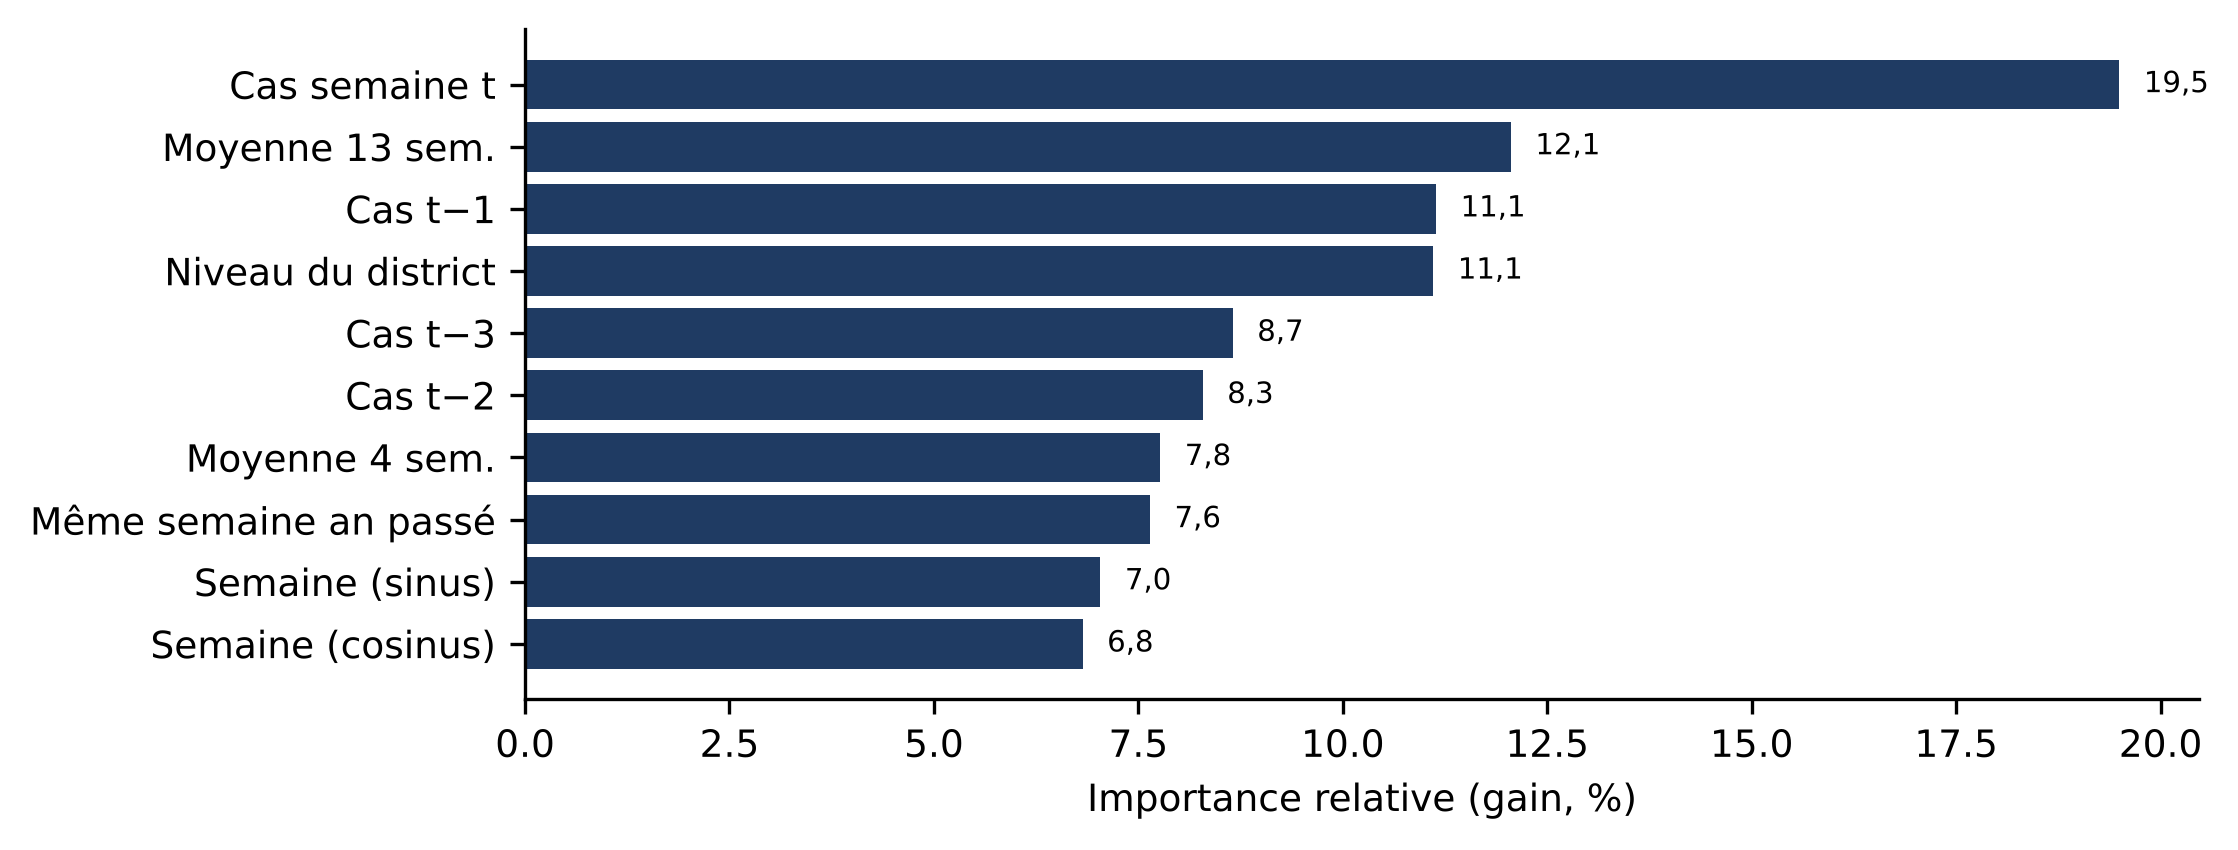 Cas semaine t 19,5
Moyenne 13 sem. 12,1
Cas t−1 11,1
Niveau du district 11,1
Cas t−3 8,7
Cas t−2 8,3
Moyenne 4 sem. 7,8
Même semaine an passé 7,6
Semaine (sinus) 7,0
Semaine (cosinus) 6,8
0.0 2.5 5.0 7.5 10.0 12.5 15.0 17.5 20.0
Importance relative (gain, %)